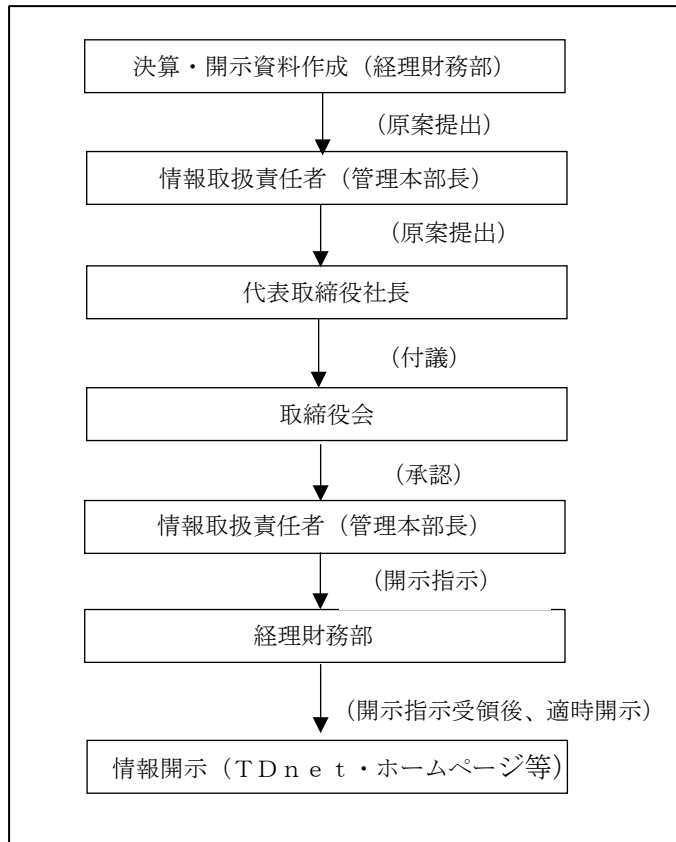 決算・開示資料作成（経理財務部）
（原案提出）
情報取扱責任者（管理本部長）
（原案提出）
代表取締役社長
（付議）
取締役会
（承認）
情報取扱責任者（管理本部長）
（開示指示）
経理財務部
（開示指示受領後、適時開示）
情報開示（ＴＤｎｅｔ・ホームページ等）